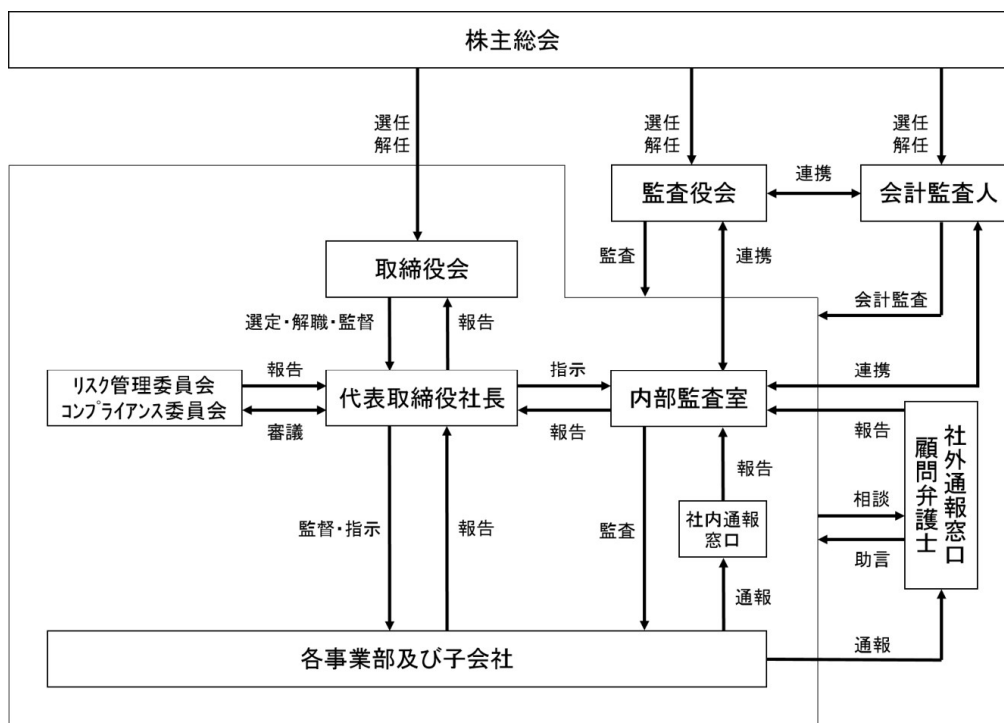 株主総会
選任
解任
選任
解任
選任
解任
監査役会
連携
会計監査人
取締役会
監査
連携
会計監査
選定・解職・監督
報告
リスク管理委員会
コンプライアンス委員会
報告
審議
代表取締役社長
指示
報告
内部監査室
連携
報告
社外通報窓口
顧問弁護士
相談
助言
監督・指示
報告
監査
報告
社内通報
窓口
通報
通報
各事業部及び子会社